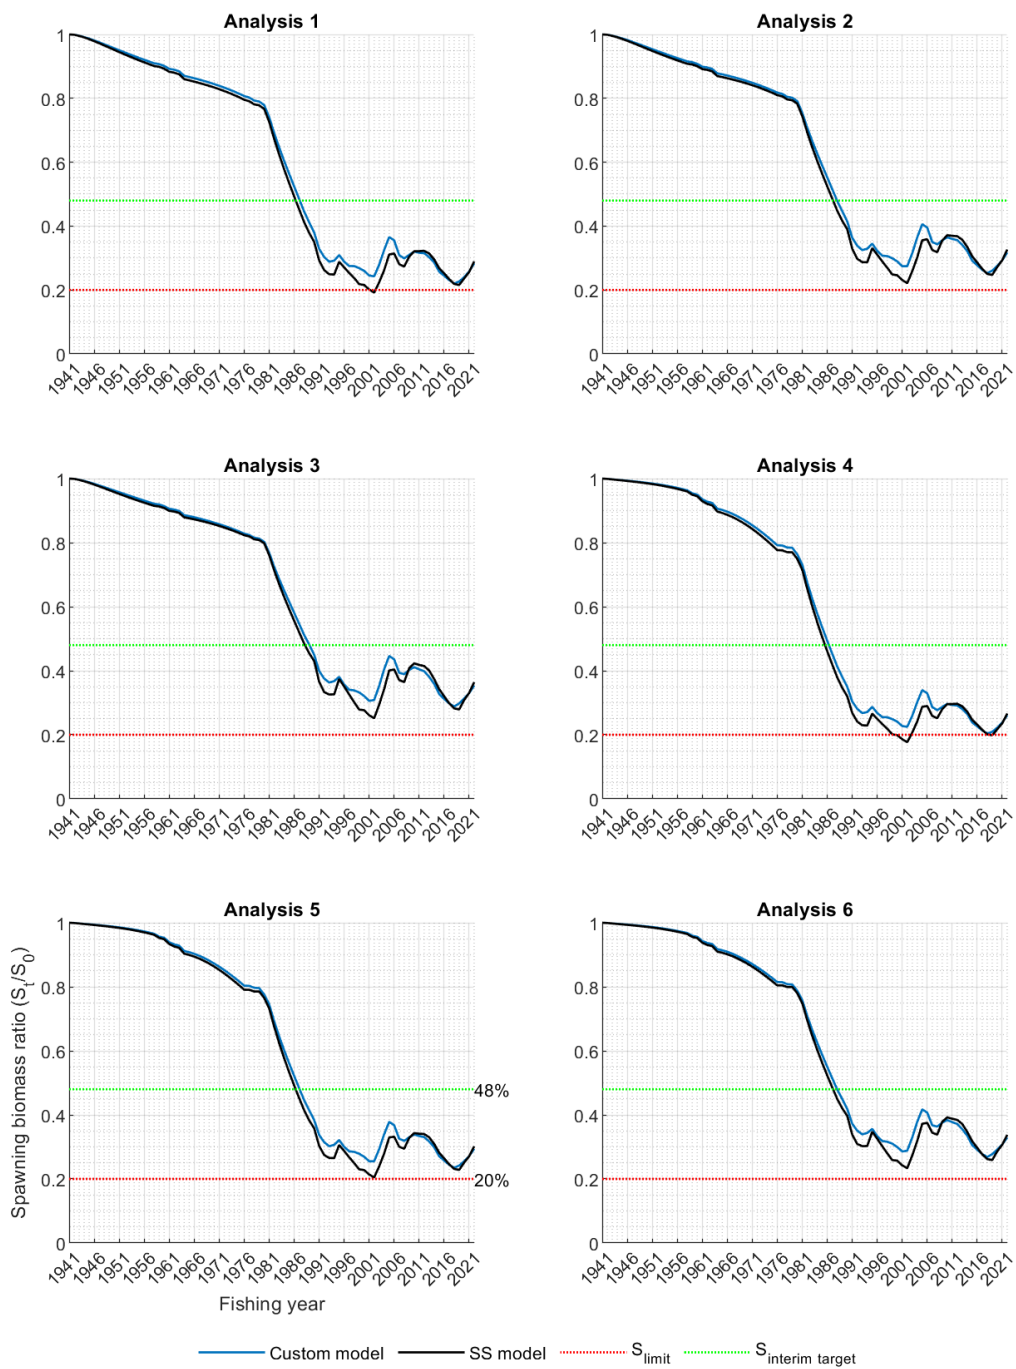 Analysis 1
1
0.8
0.6
0.4
0.2
0
1941 1946 1951 1956 1961 1966 1971 1976 1981 1986 1991 1996 2001 2006 2011 2016 2021
Analysis 2
1
0.8
0.6
0.4
0.2
0
1941 1946 1951 1956 1961 1966 1971 1976 1981 1986 1991 1996 2001 2006 2011 2016 2021
Analysis 3
1
0.8
0.6
0.4
0.2
0
1941 1946 1951 1956 1961 1966 1971 1976 1981 1986 1991 1996 2001 2006 2011 2016 2021
Analysis 4
1
0.8
0.6
0.4
0.2
0
1941 1946 1951 1956 1961 1966 1971 1976 1981 1986 1991 1996 2001 2006 2011 2016 2021
Analysis 5
Spawning biomass ratio (St/S0)
1
0.8
0.6
0.4
0.2
0
48%
20%
1941 1946 1951 1956 1961 1966 1971 1976 1981 1986 1991 1996 2001 2006 2011 2016 2021
Fishing year
Analysis 6
1
0.8
0.6
0.4
0.2
0
1941 1946 1951 1956 1961 1966 1971 1976 1981 1986 1991 1996 2001 2006 2011 2016 2021
Custom model SS model Slimit Sinterim target